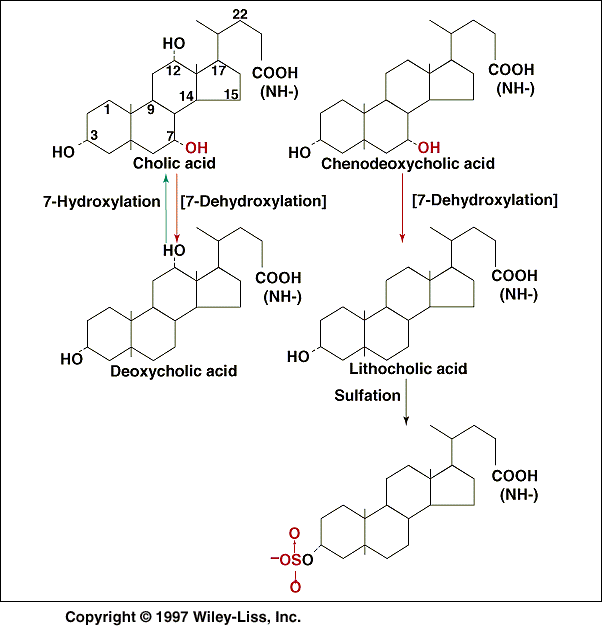 22
HO
12
17
COOH
(NH-)
14
15
1
9
3
7
HO
OH
Cholic acid
COOH
(NH-)
HO
OH
Chenodeoxycholic acid
7-Hydroxylation
[7-Dehydroxylation]
[7-Dehydroxylation]
HO
COOH
(NH-)
HO
Deoxycholic acid
COOH
(NH-)
HO
Lithocholic acid
Sulfation
COOH
(NH-)
O
−OSO
O
Copyright © 1997 Wiley-Liss, Inc.